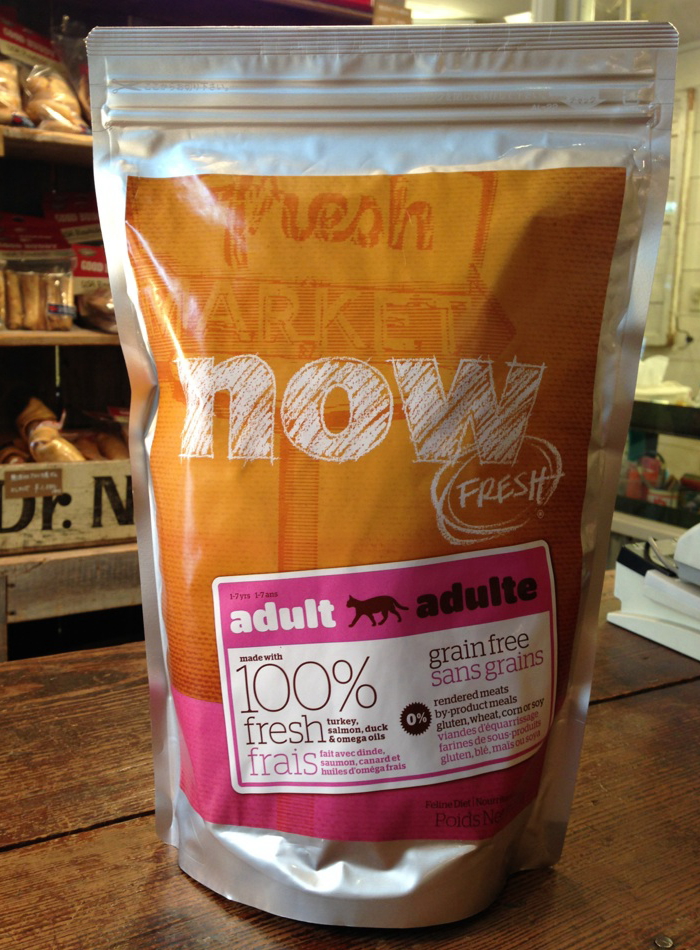 fresh
MARKET
now
FRESH
1-7 yrs 1-7 ans
adult adulte
made with
100%
fresh turkey,
salmon, duck
& omega oils
frais fait avec dinde,
saumon, canard et
huiles d'oméga frais
grain free
sans grains
0% rendered meats
by-product meals
gluten, wheat, corn or soy
viandes d'équarrissage
farines de sous-produits
gluten, blé, maïs ou soya
Feline Diet
Poids
Dr. N
GOOD